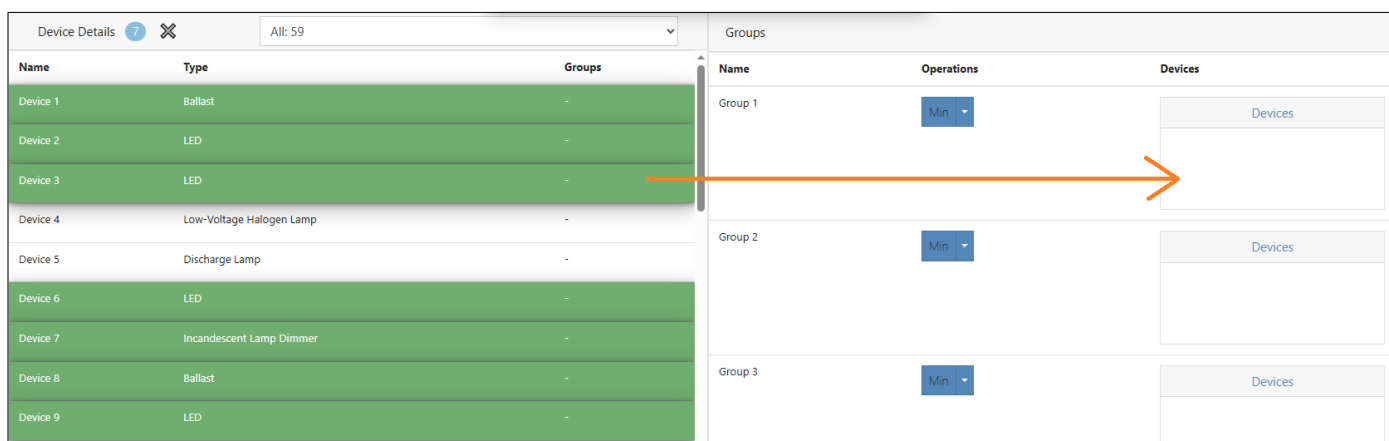 Device Details 7 All: 59
Name Type Groups
Device 1 Ballast -
Device 2 LED -
Device 3 LED -
Device 4 Low-Voltage Halogen Lamp -
Device 5 Discharge Lamp -
Device 6 LED -
Device 7 Incandescent Lamp Dimmer -
Device 8 Ballast -
Device 9 LED -
Groups
Name Operations Devices
Group 1 Min Devices
Group 2 Min Devices
Group 3 Min Devices